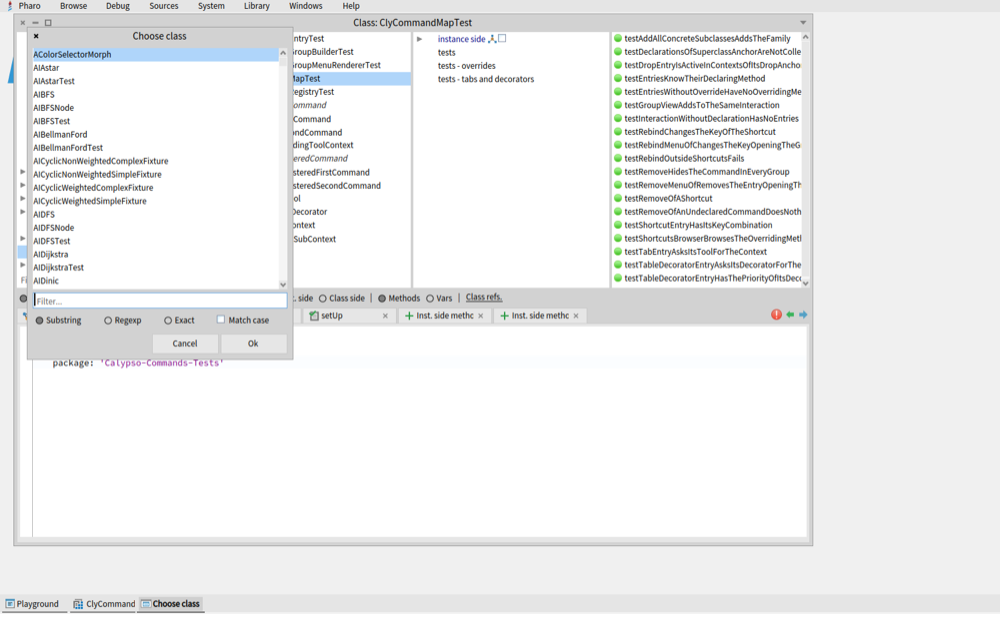 Pharo Browse Debug Sources System Library Windows Help
Class: ClyCommandMapTest
Choose class
AColorSelectorMorph
AIAstar
AIAstarTest
AIBFS
AIBFSNode
AIBFSTest
AIBellmanFord
AIBellmanFordTest
AICyclicNonWeightedComplexFixture
AICyclicNonWeightedSimpleFixture
AICyclicWeightedComplexFixture
AICyclicWeightedSimpleFixture
AIDFS
AIDFSNode
AIDFSTest
AIDijkstra
AIDijkstraTest
AIDinic
Filter...
Substring Regexp Exact Match case
Cancel Ok
ntryTest
roupBuilderTest
roupMenuRendererTest
MapTest
egistryTest
ommand
Command
ndCommand
dingToolContext
eredCommand
steredFirstCommand
steredSecondCommand
ol
Decorator
ontext
SubContext
instance side
tests
tests - overrides
tests - tabs and decorators
testAddAllConcreteSubclassesAddsTheFamily
testDeclarationsOfSuperclassAnchorAreNotColle
testDropEntryIsActiveInContextsOfItsDropAncho
testEntriesKnowTheirDeclaringMethod
testEntriesWithoutOverrideHaveNoOverridingMe
testGroupViewAddsToTheSameInteraction
testInteractionWithoutDeclarationHasNoEntries
testRebindChangesTheKeyOfTheShortcut
testRebindMenuOfChangesTheKeyOpeningTheG
testRebindOutsideShortcutsFails
testRemoveHidesTheCommandInEveryGroup
testRemoveMenuOfRemovesTheEntryOpeningTh
testRemoveOfAShortcut
testRemoveOfAnUndeclaredCommandDoesNoth
testShortcutEntryHasItsKeyCombination
testShortcutsBrowserBrowsesTheOverridingMetl
testTabEntryAsksItsToolForTheContext
testTableDecoratorEntryAsksItsDecoratorForThe
testTableDecoratorEntryHasThePriorityOfItsDeco
. side Class side | Methods Vars | Class refs.
setUp Inst. side methc Inst. side methc
package: 'Calypso-Commands-Tests'
Playground ClyCommand Choose class